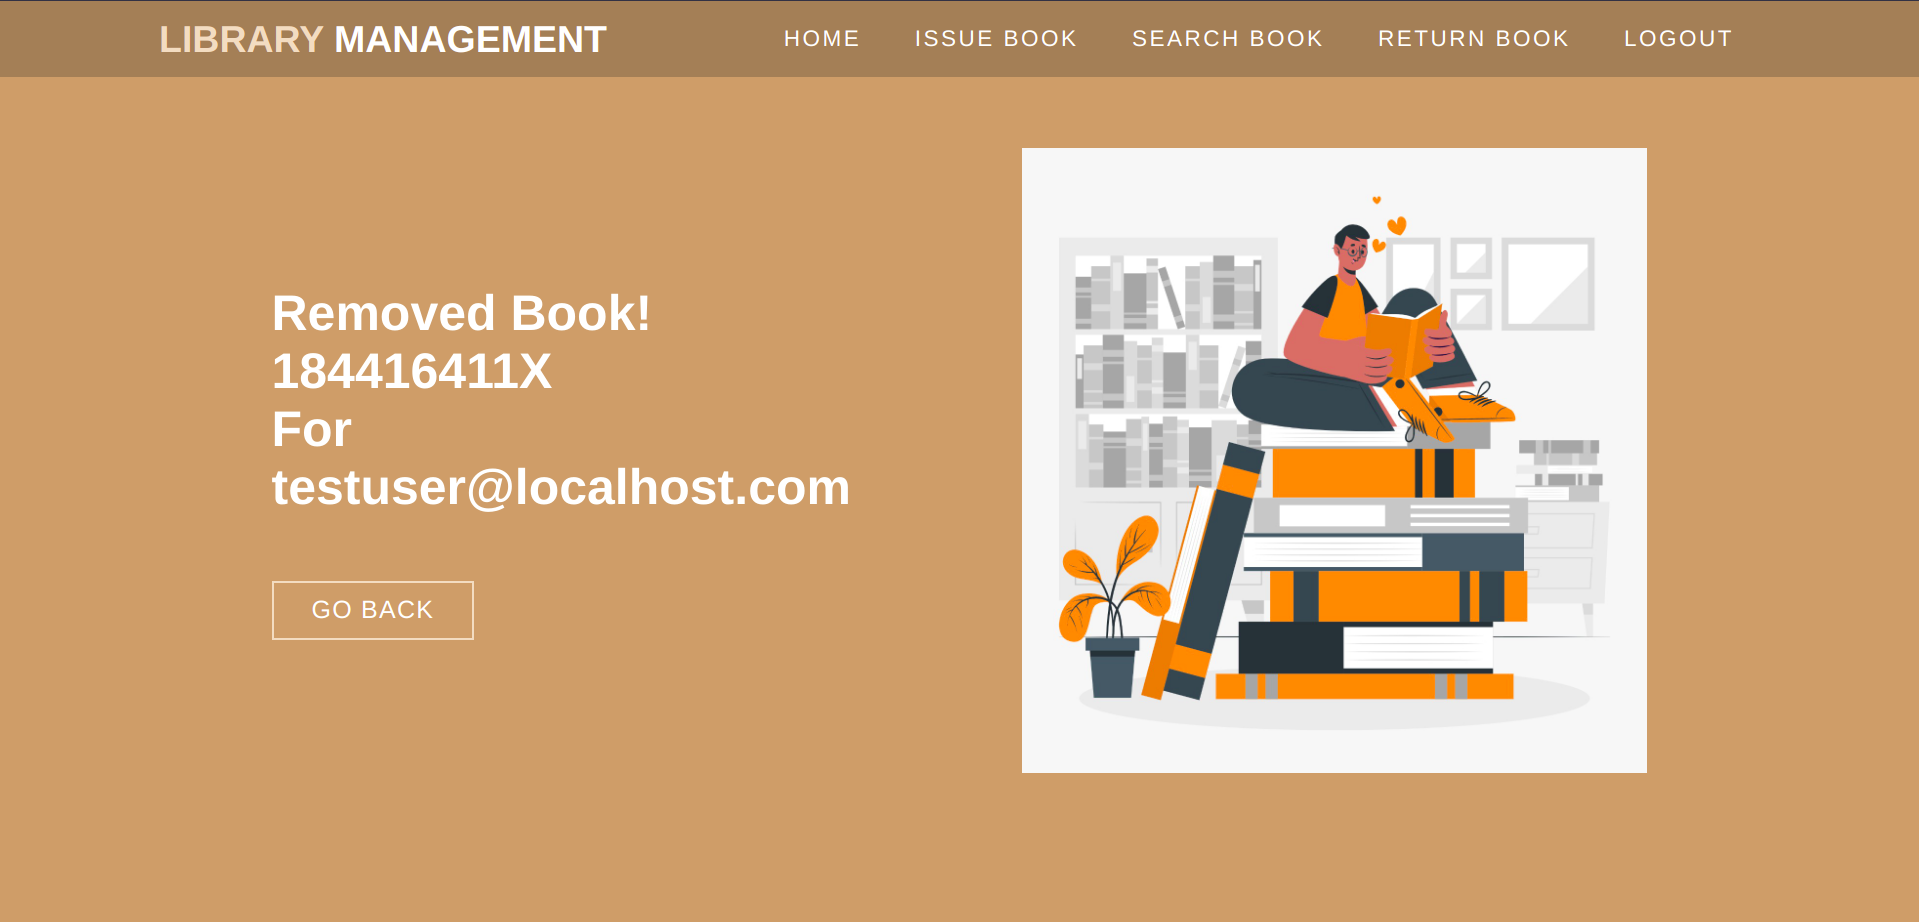 LIBRARY MANAGEMENT
HOME ISSUE BOOK SEARCH BOOK RETURN BOOK LOGOUT
Removed Book!
184416411X
For
testuser@localhost.com
GO BACK